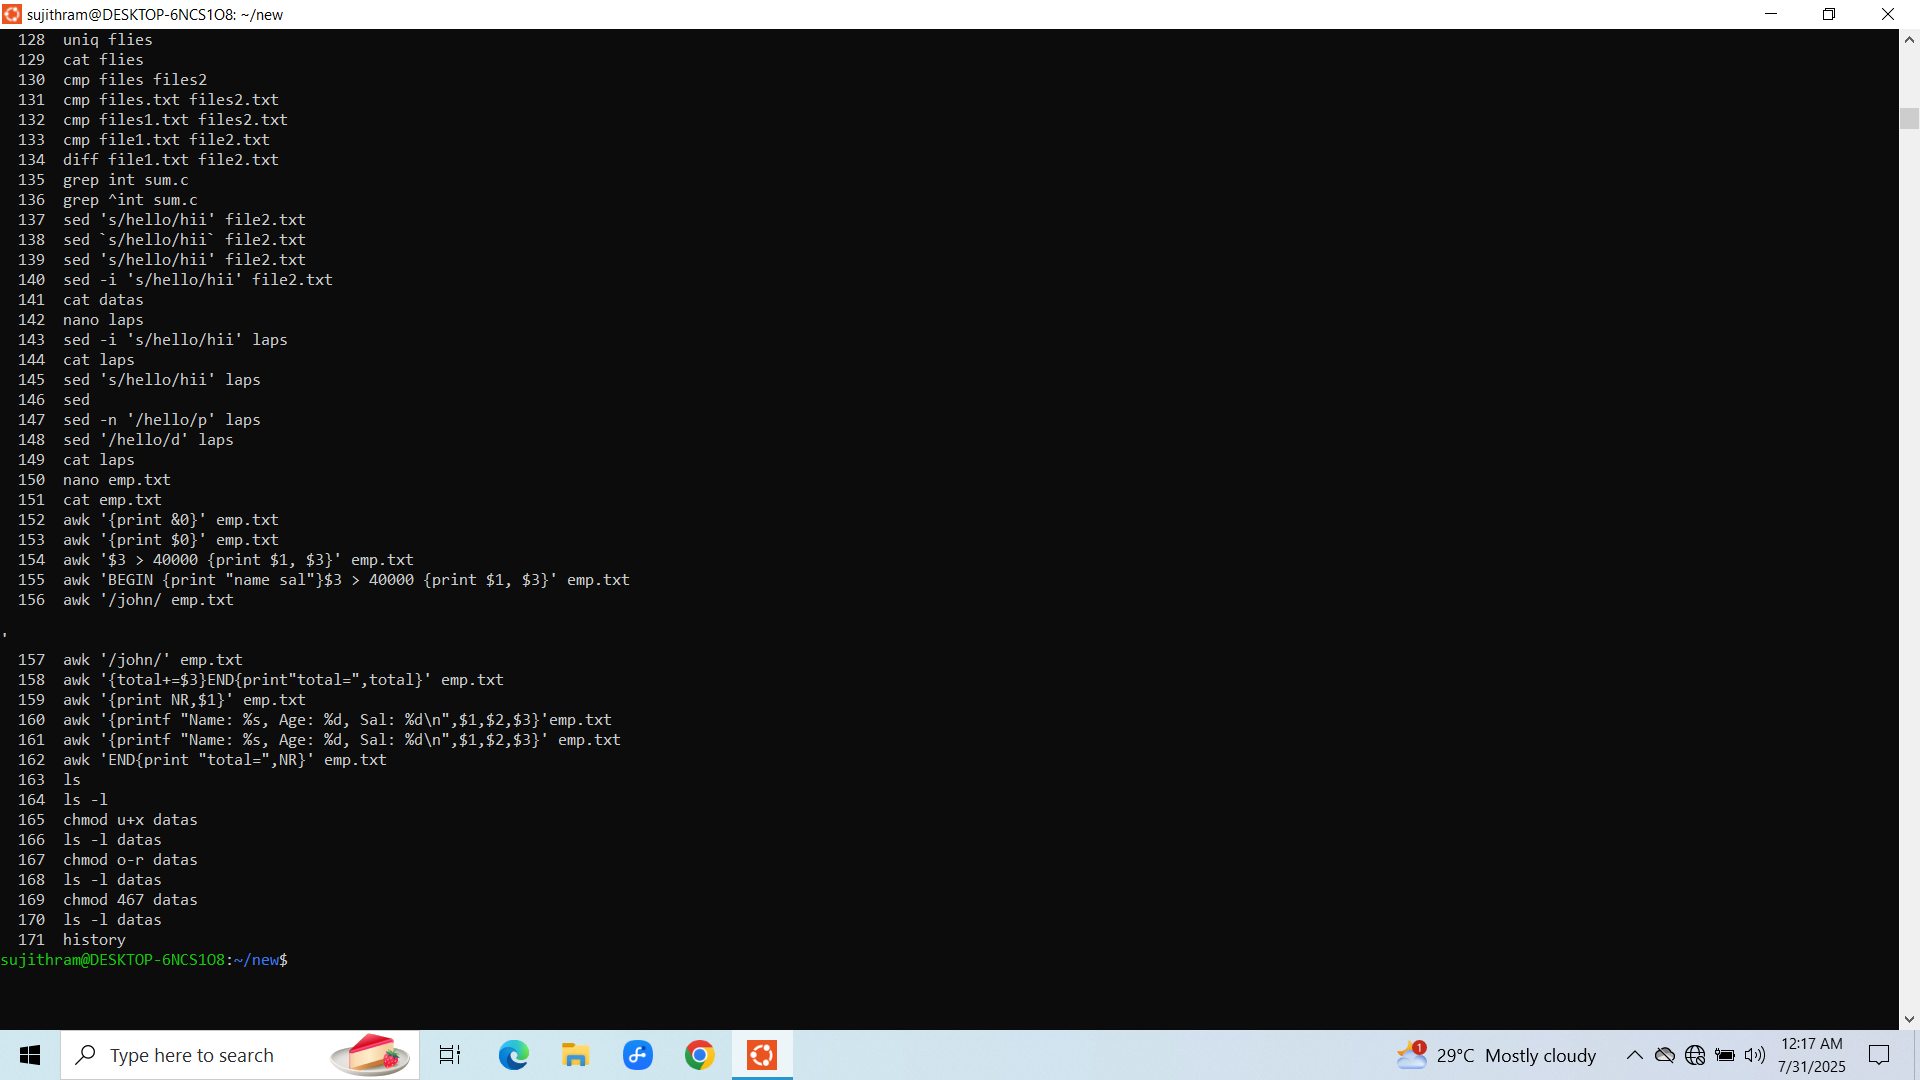 sujithram@DESKTOP-6NCS1O8: ~/new
128 uniq flies
129 cat flies
130 cmp files files2
131 cmp files.txt files2.txt
132 cmp files1.txt files2.txt
133 cmp file1.txt file2.txt
134 diff file1.txt file2.txt
135 grep int sum.c
136 grep ^int sum.c
137 sed 's/hello/hii' file2.txt
138 sed `s/hello/hii` file2.txt
139 sed 's/hello/hii' file2.txt
140 sed -i 's/hello/hii' file2.txt
141 cat datas
142 nano laps
143 sed -i 's/hello/hii' laps
144 cat laps
145 sed 's/hello/hii' laps
146 sed
147 sed -n '/hello/p' laps
148 sed '/hello/d' laps
149 cat laps
150 nano emp.txt
151 cat emp.txt
152 awk '{print &0}' emp.txt
153 awk '{print $0}' emp.txt
154 awk '$3 > 40000 {print $1, $3}' emp.txt
155 awk 'BEGIN {print "name sal"}$3 > 40000 {print $1, $3}' emp.txt
156 awk '/john/ emp.txt
'
157 awk '/john/' emp.txt
158 awk '{total+=$3}END{print"total=",total}' emp.txt
159 awk '{print NR,$1}' emp.txt
160 awk '{printf "Name: %s, Age: %d, Sal: %d\n",$1,$2,$3}'emp.txt
161 awk '{printf "Name: %s, Age: %d, Sal: %d\n",$1,$2,$3}' emp.txt
162 awk 'END{print "total=",NR}' emp.txt
163 ls
164 ls -l
165 chmod u+x datas
166 ls -l datas
167 chmod o-r datas
168 ls -l datas
169 chmod 467 datas
170 ls -l datas
171 history
sujithram@DESKTOP-6NCS1O8:~/new$
Type here to search
1
29°C Mostly cloudy
12:17 AM
7/31/2025